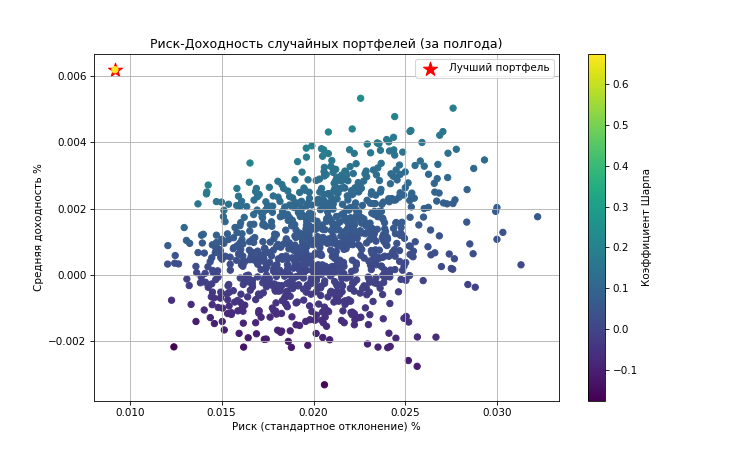 Риск-Доходность случайных портфелей (за полгода)
Лучший портфель
0.006
0.004
0.002
0.000
−0.002
Средняя доходность %
0.010 0.015 0.020 0.025 0.030
Риск (стандартное отклонение) %
0.6
0.5
0.4
0.3
0.2
0.1
0.0
−0.1
Коэффициент Шарпа